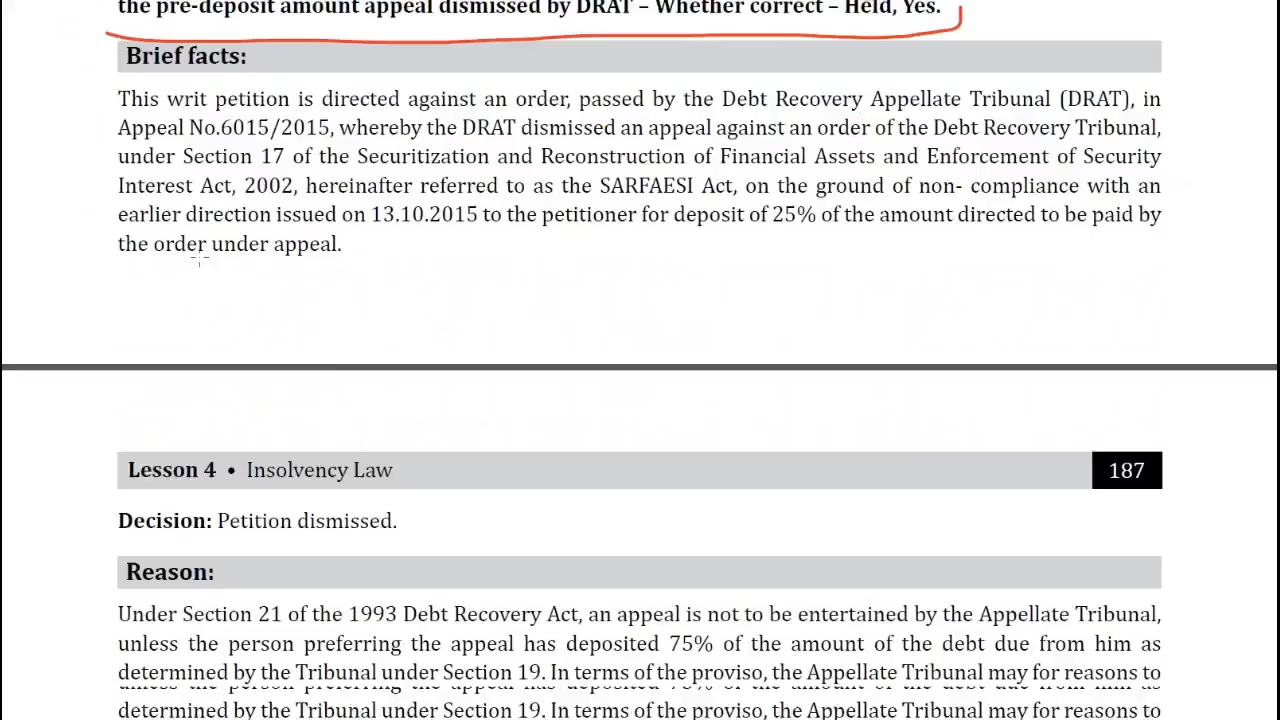 the pre-deposit amount appeal dismissed by DRAT – Whether correct – Held, Yes.
Brief facts:
This writ petition is directed against an order, passed by the Debt Recovery Appellate Tribunal (DRAT), in
Appeal No.6015/2015, whereby the DRAT dismissed an appeal against an order of the Debt Recovery Tribunal,
under Section 17 of the Securitization and Reconstruction of Financial Assets and Enforcement of Security
Interest Act, 2002, hereinafter referred to as the SARFAESI Act, on the ground of non- compliance with an
earlier direction issued on 13.10.2015 to the petitioner for deposit of 25% of the amount directed to be paid by
the order under appeal.
Lesson 4 • Insolvency Law 187
Decision: Petition dismissed.
Reason:
Under Section 21 of the 1993 Debt Recovery Act, an appeal is not to be entertained by the Appellate Tribunal,
unless the person preferring the appeal has deposited 75% of the amount of the debt due from him as
determined by the Tribunal under Section 19. In terms of the proviso, the Appellate Tribunal may for reasons to
determined by the Tribunal under Section 19. In terms of the proviso, the Appellate Tribunal may for reasons to